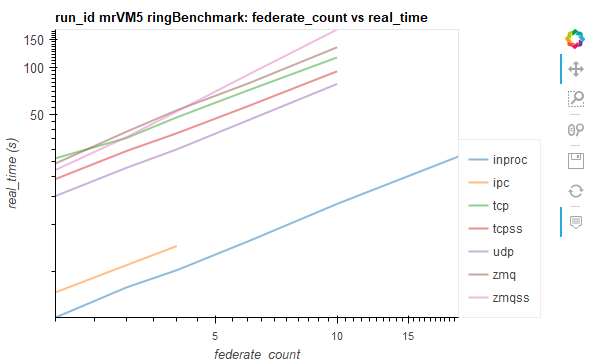 run_id mrVM5 ringBenchmark: federate_count vs real_time
150
100
50
real_time (s)
5
10
15
federate_count
inproc
ipc
tcp
tcpss
udp
zmq
zmqss